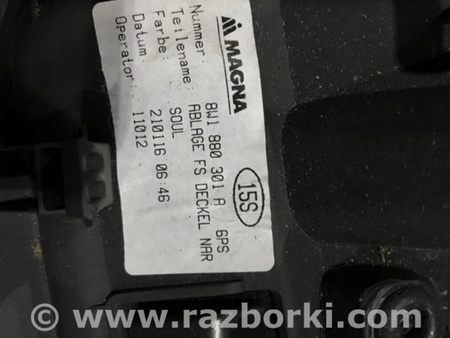 MAGNA
Nummer: 8W1 880 301 A 6PS
Teilename: ABLAGE FS DECKEL NAR
Farbe: SOUL
Datum: 210116 06:46
Operator: 11012
15S
© www.razborki.com